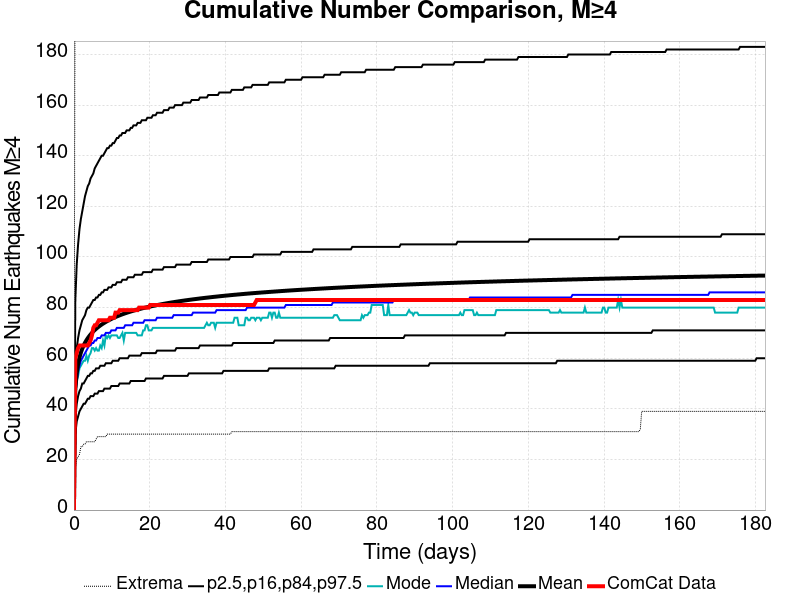 Cumulative Number Comparison, M≥4
Cumulative Num Earthquakes M≥4
180
160
140
120
100
80
60
40
20
0
0 20 40 60 80 100 120 140 160 180
Time (days)
Extrema p2.5,p16,p84,p97.5 Mode Median Mean ComCat Data